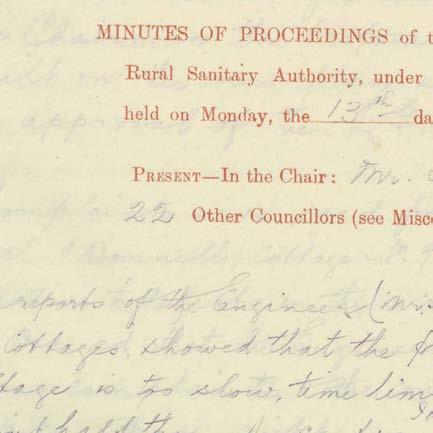 MINUTES OF PROCEEDINGS of t
Rural Sanitary Authority, under
held on Monday, the 13th da
PRESENT—In the Chair: Mr.
22 Other Councillors (see Misc
reports of the Engineer (Mr.
Cottages, showed that the
tage is too slow, time lim